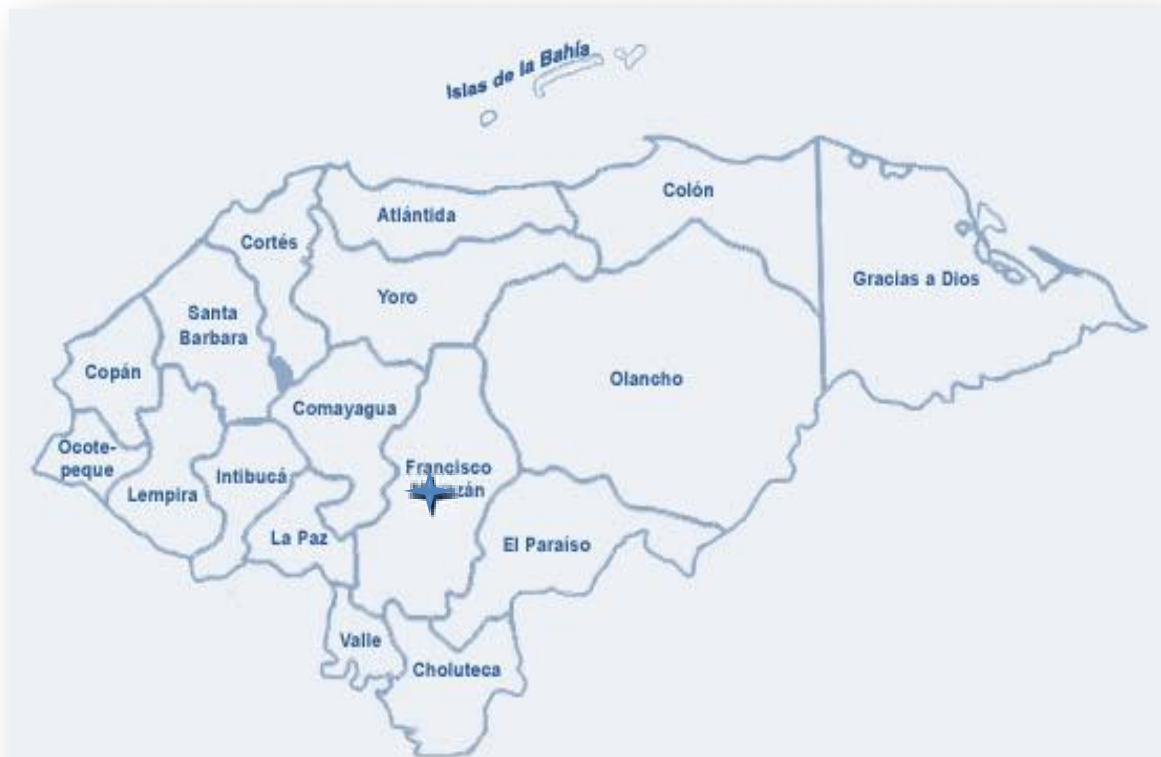 Islas de la Bahía
Colón
Atlántida
Cortés
Gracias a Dios
Yoro
Santa
Barbara
Copán
Olancho
Comayagua
Ocote-
peque
Francisco
Intibucá
Lempira
La Paz
El Paraíso
Valle
Choluteca